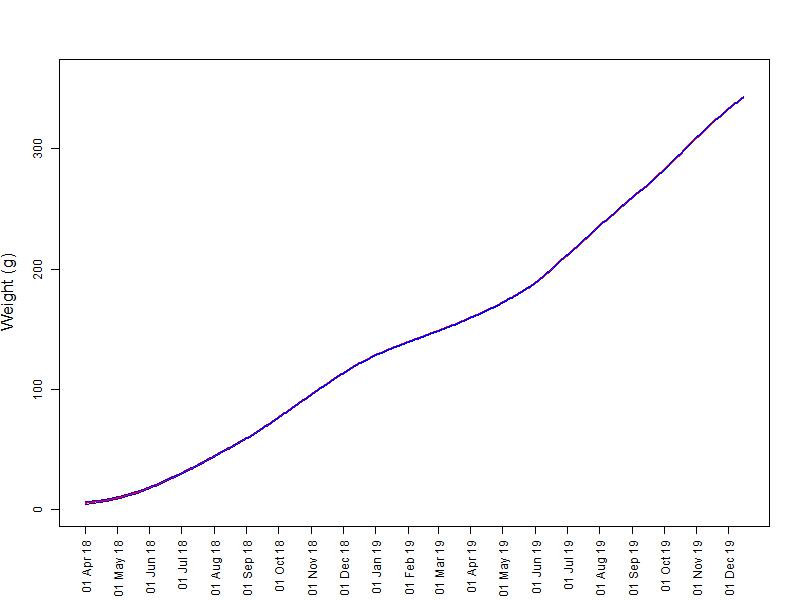 Weight (g)
300
200
100
0
01 Apr 18
01 May 18
01 Jun 18
01 Jul 18
01 Aug 18
01 Sep 18
01 Oct 18
01 Nov 18
01 Dec 18
01 Jan 19
01 Feb 19
01 Mar 19
01 Apr 19
01 May 19
01 Jun 19
01 Jul 19
01 Aug 19
01 Sep 19
01 Oct 19
01 Nov 19
01 Dec 19